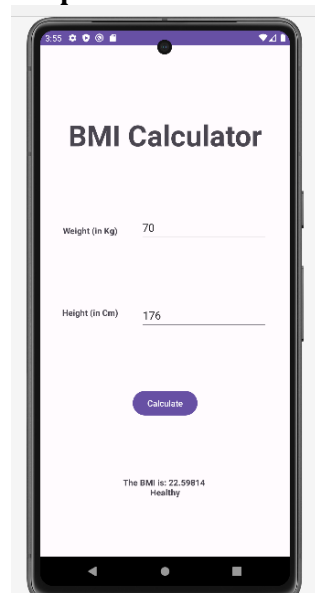 3:55
BMI Calculator
Weight (in Kg) 70
Height (in Cm) 176
Calculate
The BMI is: 22.59814
Healthy